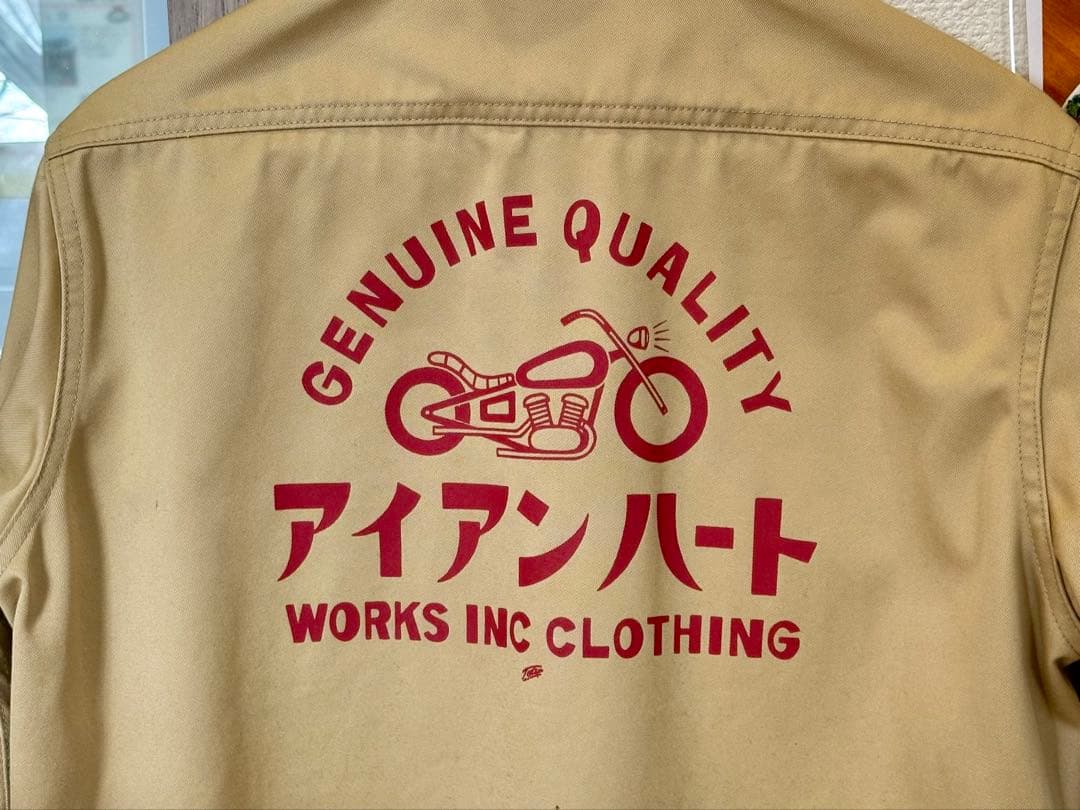 GENUINE QUALITY
アイアンハート
WORKS INC CLOTHING